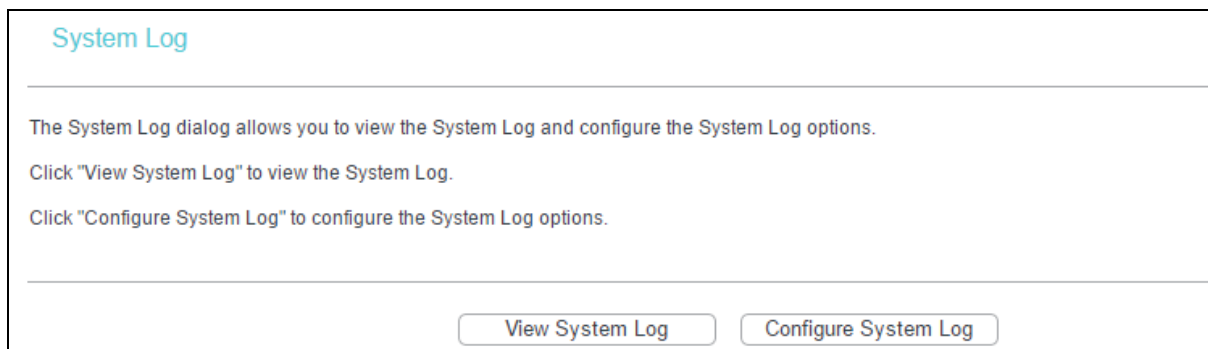 System Log
The System Log dialog allows you to view the System Log and configure the System Log options.
Click "View System Log" to view the System Log.
Click "Configure System Log" to configure the System Log options.
View System Log
Configure System Log